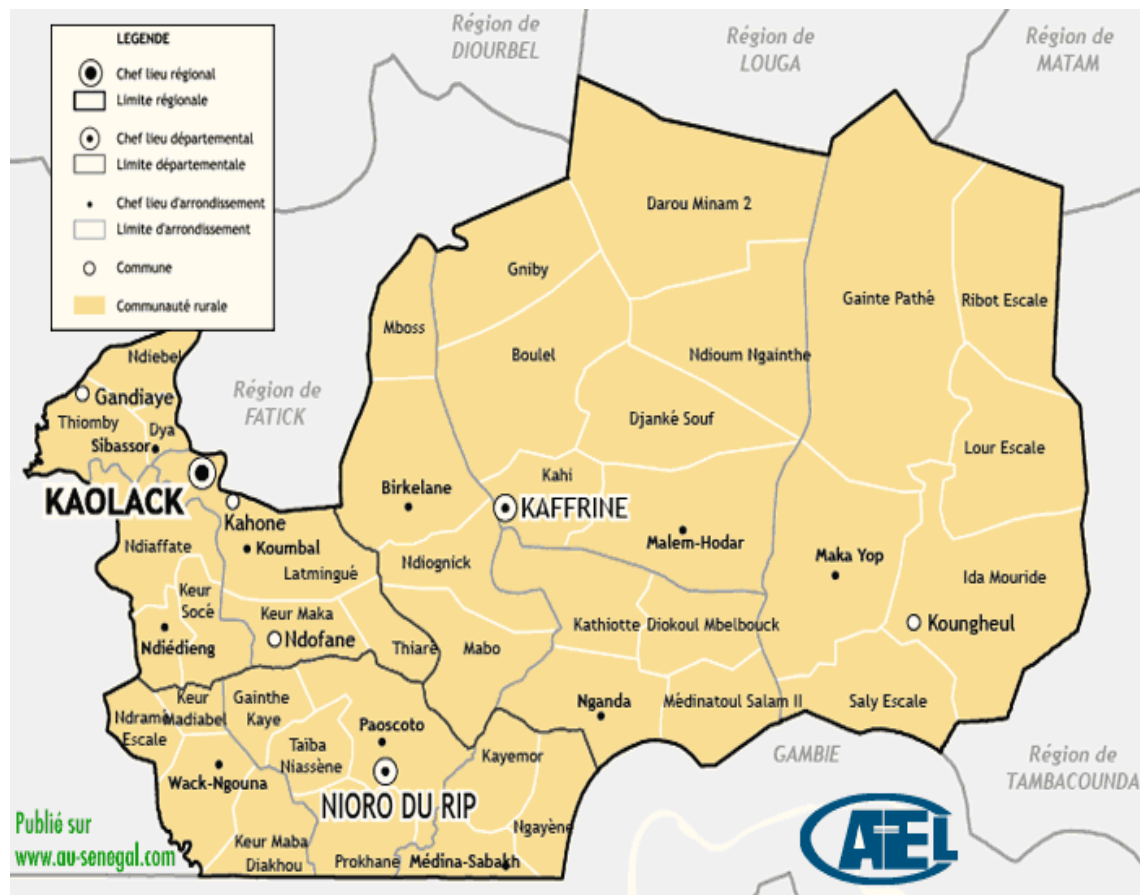 LEGENDE
Chef lieu régional
Limite régionale
Chef lieu départemental
Limite départementale
Chef lieu d'arrondissement
Limite d'arrondissement
Commune
Communauté rurale
Région de
DIOURBEL
Région de
LOUGA
Région de
MATAM
Darou Minam 2
Gniby
Gainte Pathé
Ribot Escale
Mboss
Boulel
Ndioum Ngainthe
Ndiebel
Région de
FATICK
Gandiaye
Thiomby
Dya
Sibassor
Djanké Souf
Lour Escale
KAOLACK
Kahi
Birkelane
KAFFRINE
Kahone
Koumbal
Ndiaffate
Latmingué
Ndiognick
Malem-Hodar
Maka Yop
Ida Mouride
Keur
Socé
Keur Maka
Ndofane
Koungheul
Ndiédieng
Thiaré
Mabo
Kathiotte
Diokoul Mbelbouck
Keur
Madiabel
Gainthe
Kaye
Nganda
Médinatoul Salam II
Saly Escale
Ndrame
Escale
Paoscoto
Taïba
Niassène
Kayemor
GAMBIE
Région de
TAMBACOUNDA
Wack-Ngouna
NIORO DU RIP
Ngayène
Keur Maba
Diakhou
Prokhane
Médina-Sabakh
Publié sur
www.au-senegal.com
ATEL